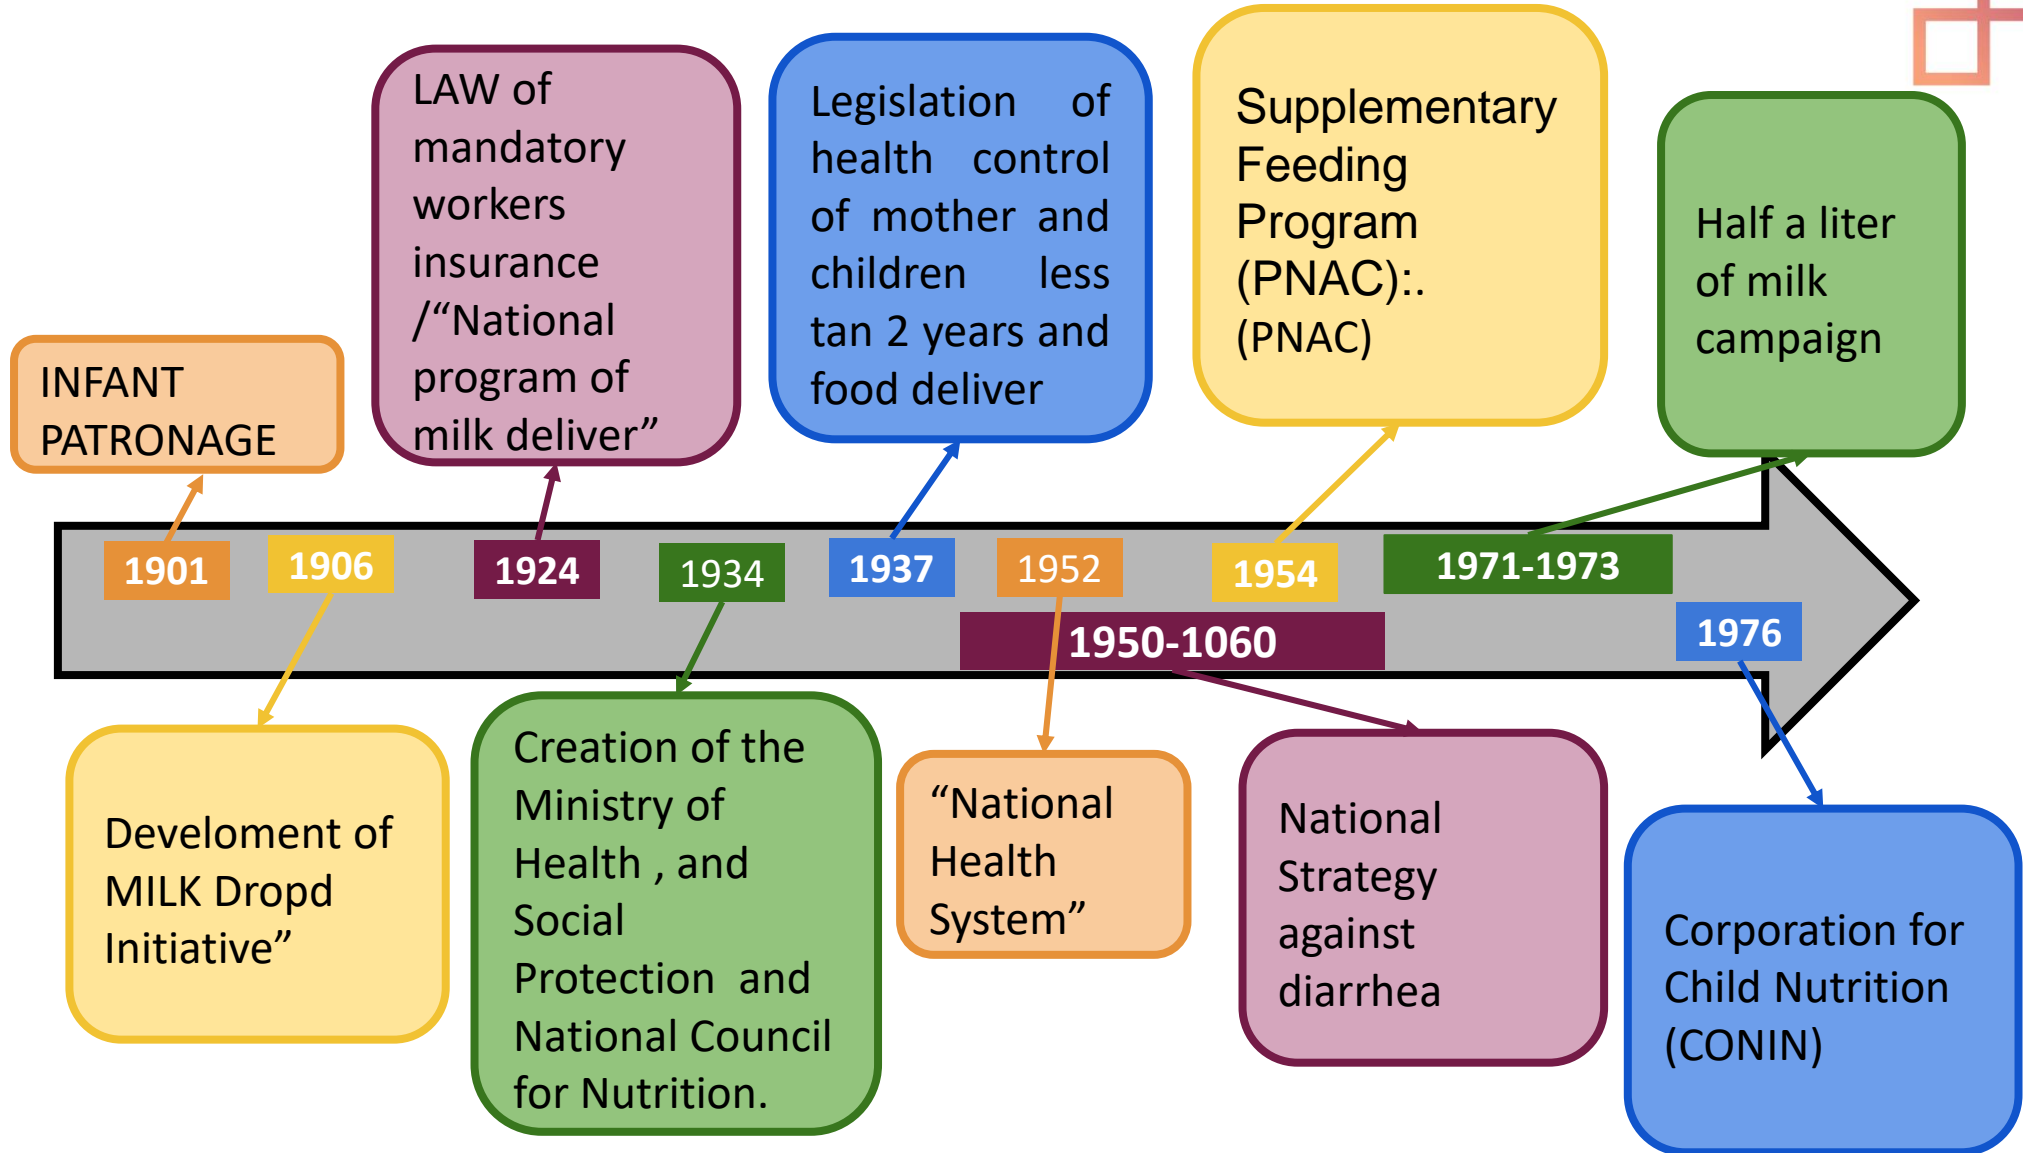 LAW of
mandatory
workers
insurance
/“National
program of
milk deliver”
Legislation of
health control
of mother and
children less
tan 2 years and
food deliver
Supplementary
Feeding
Program
(PNAC):.
(PNAC)
Half a liter
of milk
campaign
INFANT
PATRONAGE
1901
1906
1924
1934
1937
1952
1954
1971-1973
1950-1060
1976
Develoment of
MILK Dropd
Initiative”
Creation of the
Ministry of
Health , and
Social
Protection and
National Council
for Nutrition.
“National
Health
System”
National
Strategy
against
diarrhea
Corporation for
Child Nutrition
(CONIN)